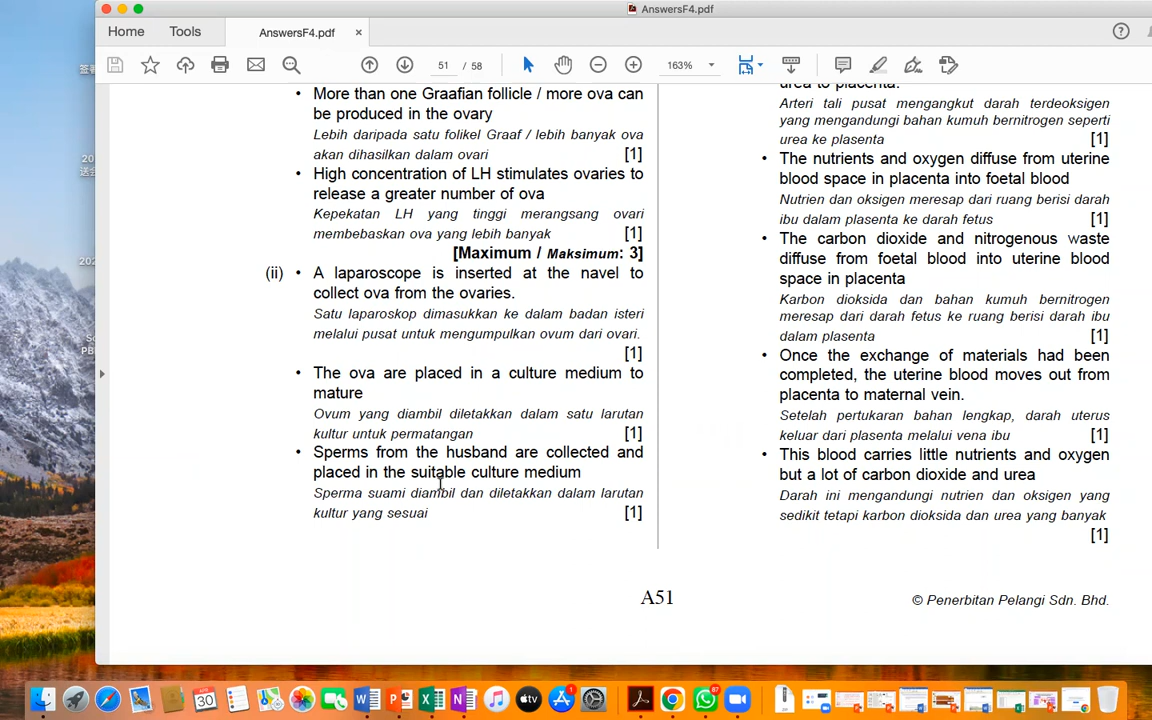 AnswersF4.pdf
Home
Tools
AnswersF4.pdf
51 / 58
163%
• More than one Graafian follicle / more ova can
be produced in the ovary
Lebih daripada satu folikel Graaf / lebih banyak ova
akan dihasilkan dalam ovari [1]
• High concentration of LH stimulates ovaries to
release a greater number of ova
Kepekatan LH yang tinggi merangsang ovari
membebaskan ova yang lebih banyak [1]
[Maximum / Maksimum: 3]
(ii) • A laparoscope is inserted at the navel to
collect ova from the ovaries.
Satu laparoskop dimasukkan ke dalam badan isteri
melalui pusat untuk mengumpulkan ovum dari ovari.
[1]
• The ova are placed in a culture medium to
mature
Ovum yang diambil diletakkan dalam satu larutan
kultur untuk permatangan [1]
• Sperms from the husband are collected and
placed in the suitable culture medium
Sperma suami diambil dan diletakkan dalam larutan
kultur yang sesuai [1]
urea to placenta.
Arteri tali pusat mengangkut darah terdeoksigen
yang mengandungi bahan kumuh bernitrogen seperti
urea ke plasenta [1]
• The nutrients and oxygen diffuse from uterine
blood space in placenta into foetal blood
Nutrien dan oksigen meresap dari ruang berisi darah
ibu dalam plasenta ke darah fetus [1]
• The carbon dioxide and nitrogenous waste
diffuse from foetal blood into uterine blood
space in placenta
Karbon dioksida dan bahan kumuh bernitrogen
meresap dari darah fetus ke ruang berisi darah ibu
dalam plasenta [1]
• Once the exchange of materials had been
completed, the uterine blood moves out from
placenta to maternal vein.
Setelah pertukaran bahan lengkap, darah uterus
keluar dari plasenta melalui vena ibu [1]
• This blood carries little nutrients and oxygen
but a lot of carbon dioxide and urea
Darah ini mengandungi nutrien dan oksigen yang
sedikit tetapi karbon dioksida dan urea yang banyak
[1]
A51
© Penerbitan Pelangi Sdn. Bhd.
30
tv
87